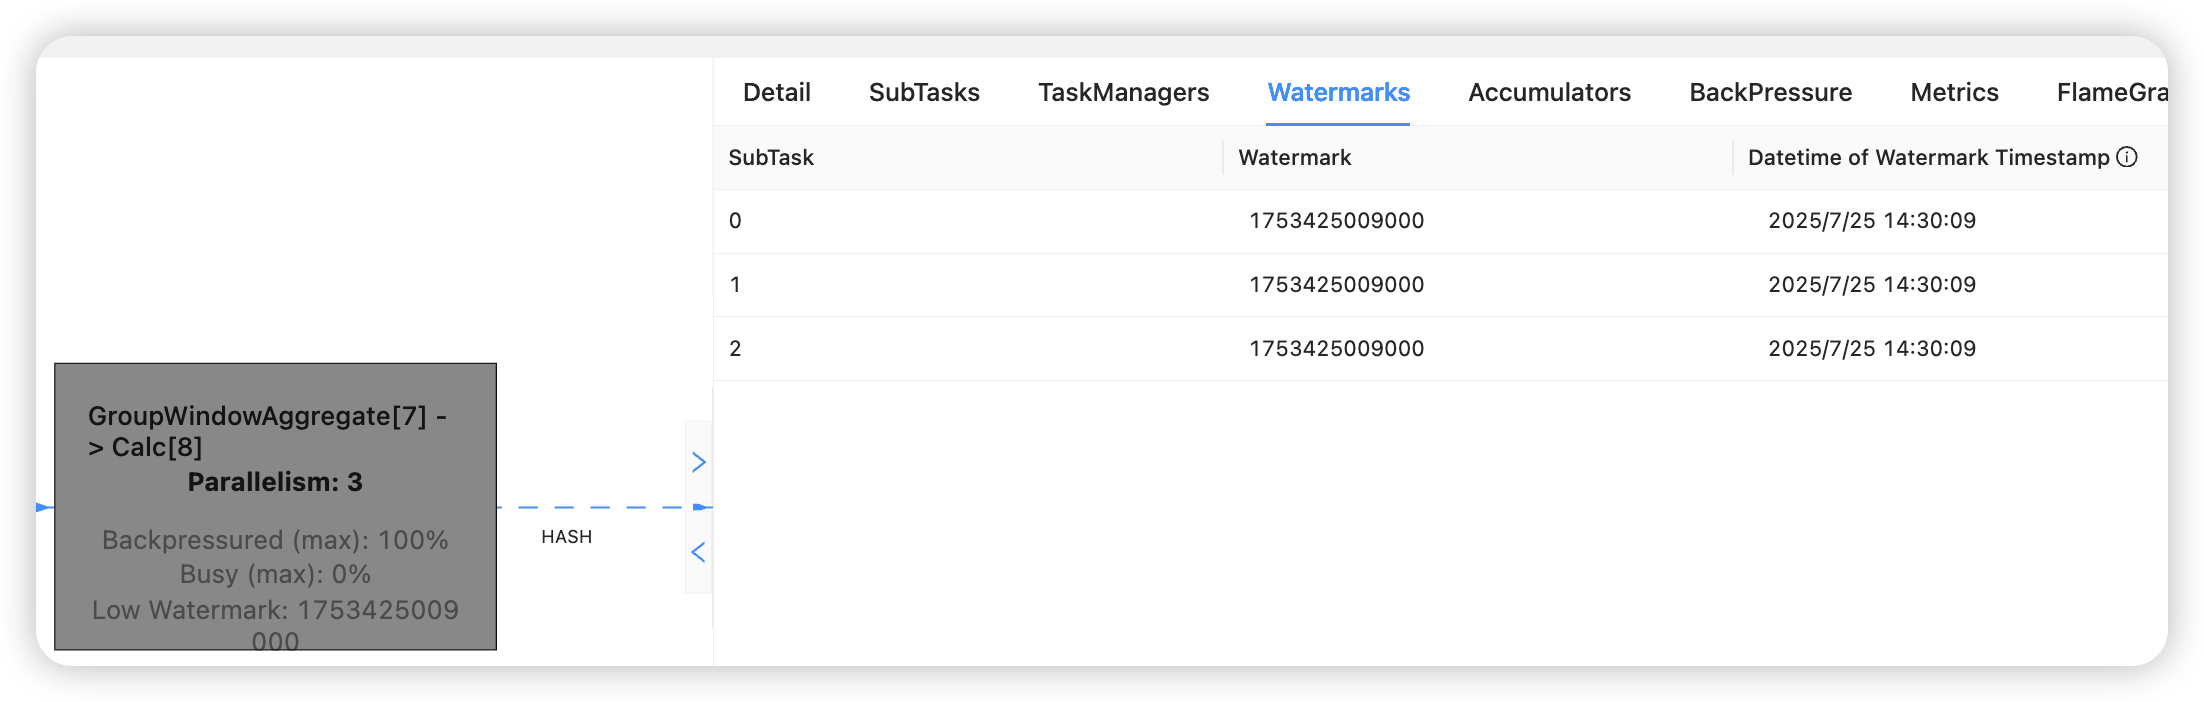 Detail SubTasks TaskManagers Watermarks Accumulators BackPressure Metrics FlameGra
SubTask Watermark Datetime of Watermark Timestamp
0 1753425009000 2025/7/25 14:30:09
1 1753425009000 2025/7/25 14:30:09
2 1753425009000 2025/7/25 14:30:09
GroupWindowAggregate[7] -
> Calc[8]
Parallelism: 3
Backpressured (max): 100%
Busy (max): 0%
Low Watermark: 1753425009
000
HASH